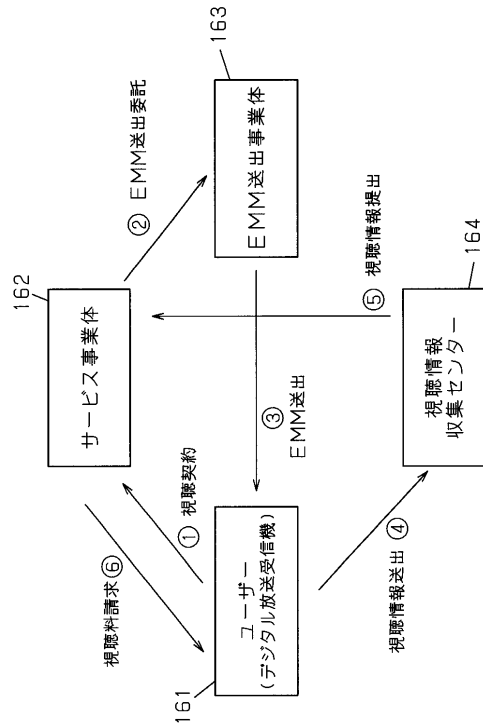 162
サービス事業体
② EMM送出委託
163
EMM送出事業体
視聴料請求⑥
① 視聴契約
③
EMM送出
⑤ 視聴情報提出
161
ユーザー
(デジタル放送受信機)
視聴情報送出 ④
164
視聴情報
収集センター